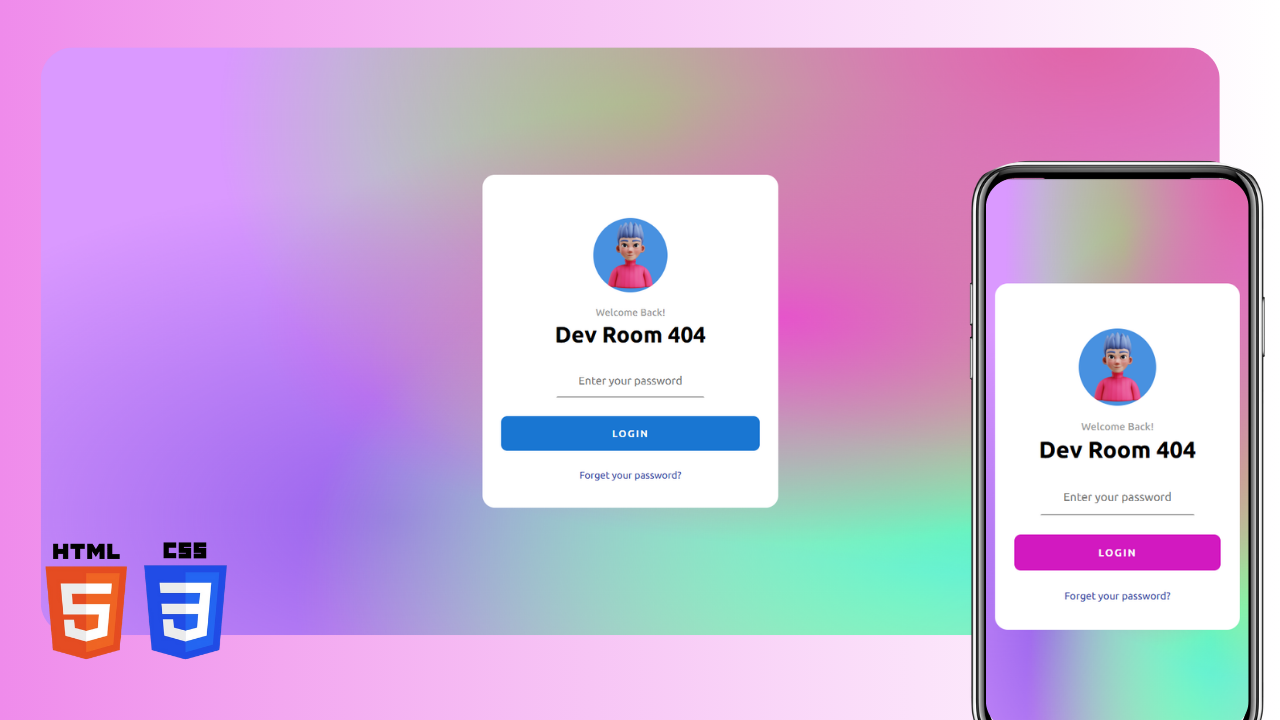 Welcome Back!
Dev Room 404
Enter your password
LOGIN
Forget your password?
Welcome Back!
Dev Room 404
Enter your password
LOGIN
Forget your password?
HTML
CSS
5
3